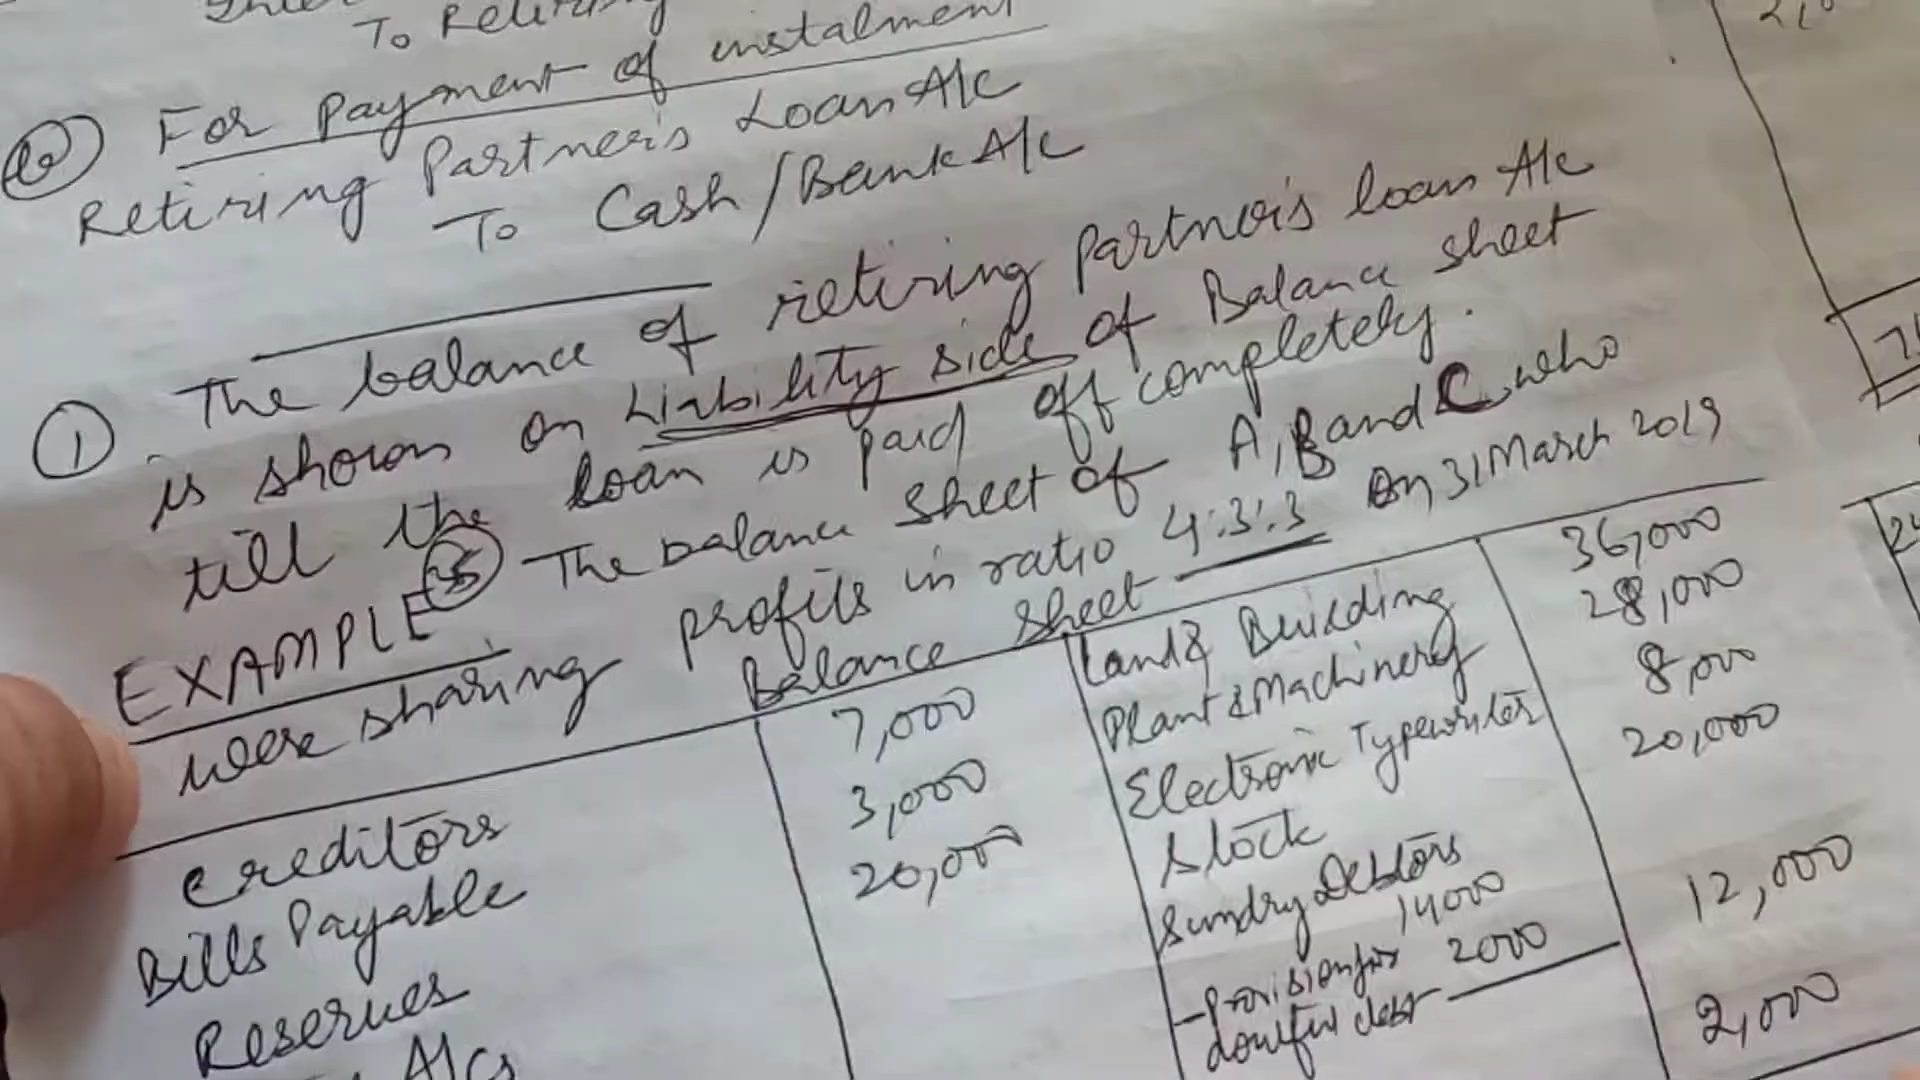 To Retiring
(b) For payment of instalment
Retiring Partner's Loan A/c
To Cash/Bank A/c
① The balance of retiring partner's loan A/c
is shown on Liability side of Balance sheet
till the loan is paid off completely.
EXAMPLE The balance sheet of A, B and C who
were sharing profits in ratio 4:3:3 on 31 March 2019
Balance Sheet
Creditors 7,000 Land & Building 36,000
Bills Payable 3,000 Plant & Machinery 28,000
Reserves 20,000 Electronic Typewriter 8,000
Stock 20,000
Sundry Debtors 14000
-Provision for doutful debt 2000 12,000
A/cs 2,000